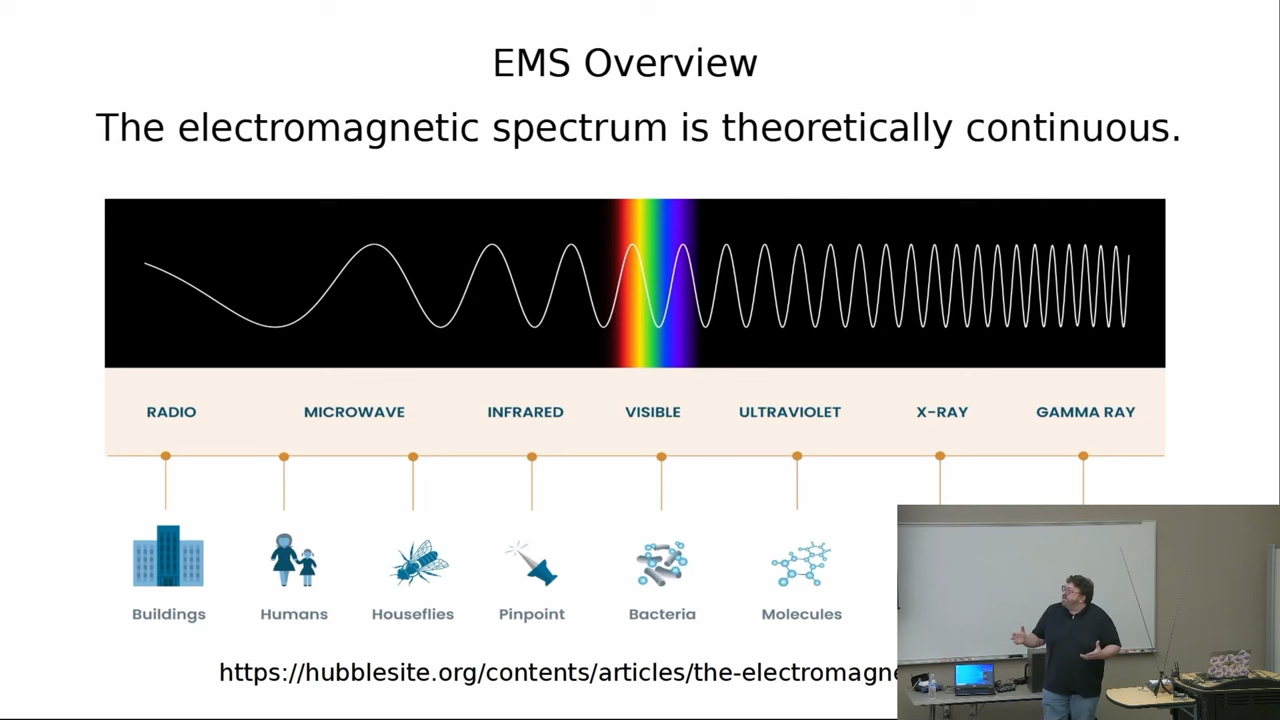 EMS Overview
The electromagnetic spectrum is theoretically continuous.
RADIO MICROWAVE INFRARED VISIBLE ULTRAVIOLET X-RAY GAMMA RAY
Buildings Humans Houseflies Pinpoint Bacteria Molecules
https://hubblesite.org/contents/articles/the-electromagne